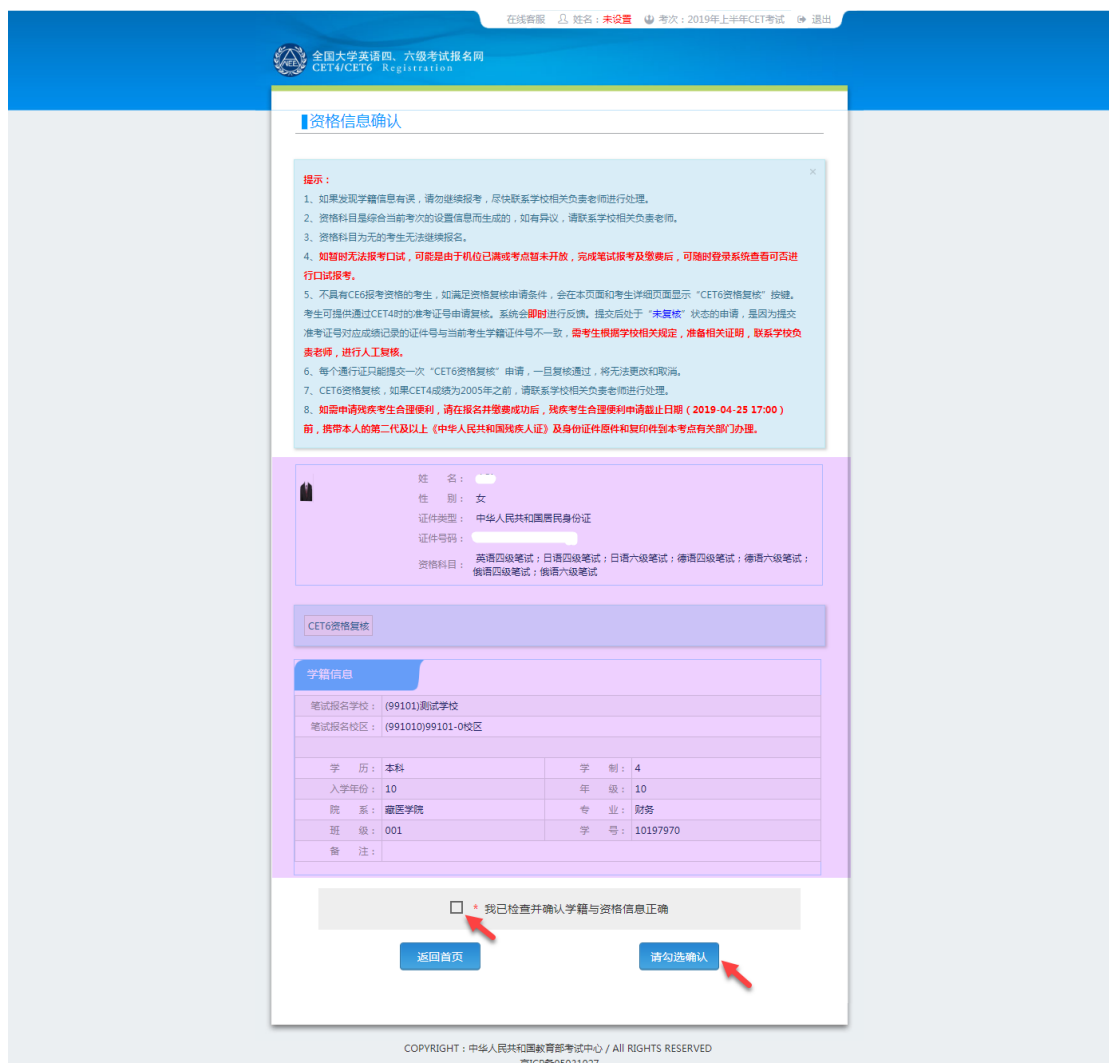 在线客服 姓名：未设置 考次：2019年上半年CET考试 退出
全国大学英语四、六级考试报名网
CET4/CET6 Registration
资格信息确认
×
提示：
1、如果发现学籍信息有误，请勿继续报考，尽快联系学校相关负责老师进行处理。
2、资格科目是综合当前考次的设置信息而生成的，如有异议，请联系学校相关负责老师。
3、资格科目为无的考生无法继续报名。
4、如暂时无法报考口试，可能是由于机位已满或考点暂未开放，完成笔试报考及缴费后，可随时登录系统查看可否进
行口试报考。
5、不具有CE6报考资格的考生，如满足资格复核申请条件，会在本页面和考生详细页面显示“CET6资格复核”按键。
考生可提供通过CET4时的准考证号申请复核。系统会即时进行反馈。提交后处于“未复核”状态的申请，是因为提交
准考证号对应成绩记录的证件号与当前考生学籍证件号不一致，需考生根据学校相关规定，准备相关证明，联系学校负
责老师，进行人工复核。
6、每个通行证只能提交一次“CET6资格复核”申请，一旦复核通过，将无法更改和取消。
7、CET6资格复核，如果CET4成绩为2005年之前，请联系学校相关负责老师进行处理。
8、如需申请残疾考生合理便利，请在报名并缴费成功后，残疾考生合理便利申请截止日期（2019-04-25 17:00）
前，携带本人的第二代及以上《中华人民共和国残疾人证》及身份证件原件和复印件到本考点有关部门办理。
姓 名：
性 别： 女
证件类型： 中华人民共和国居民身份证
证件号码：
资格科目： 英语四级笔试；日语四级笔试；日语六级笔试；德语四级笔试；德语六级笔试；
俄语四级笔试；俄语六级笔试
CET6资格复核
学籍信息
笔试报名学校： (99101)测试学校
笔试报名校区： (991010)99101-0校区
学 历： 本科 学 制： 4
入学年份： 10 年 级： 10
院 系： 藏医学院 专 业： 财务
班 级： 001 学 号： 10197970
备 注：
* 我已检查并确认学籍与资格信息正确
返回首页 请勾选确认
COPYRIGHT：中华人民共和国教育部考试中心 / All RIGHTS RESERVED